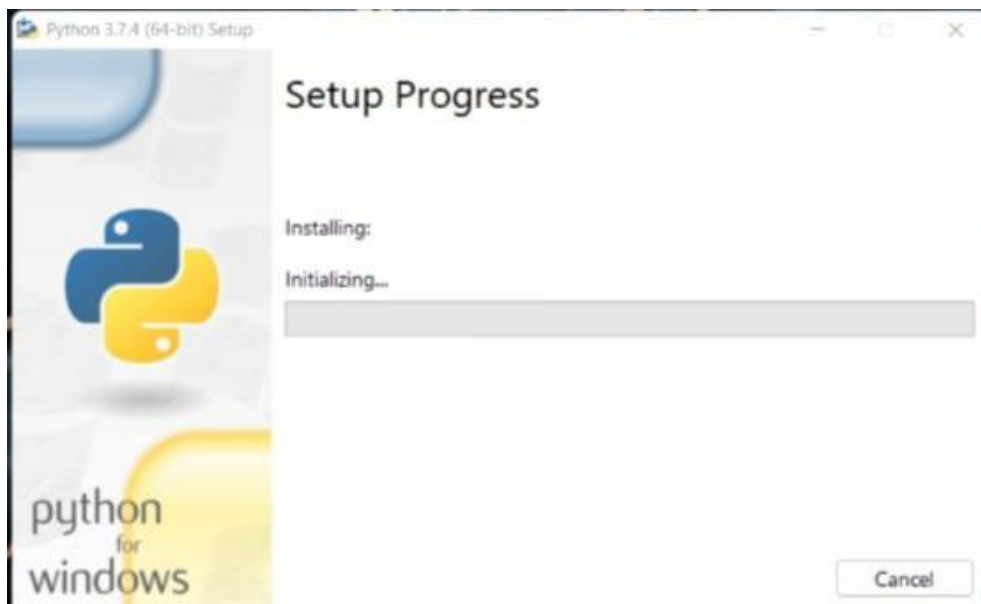 Python 3.7.4 (64-bit) Setup
Setup Progress
Installing:
Initializing...
python
for
windows
Cancel